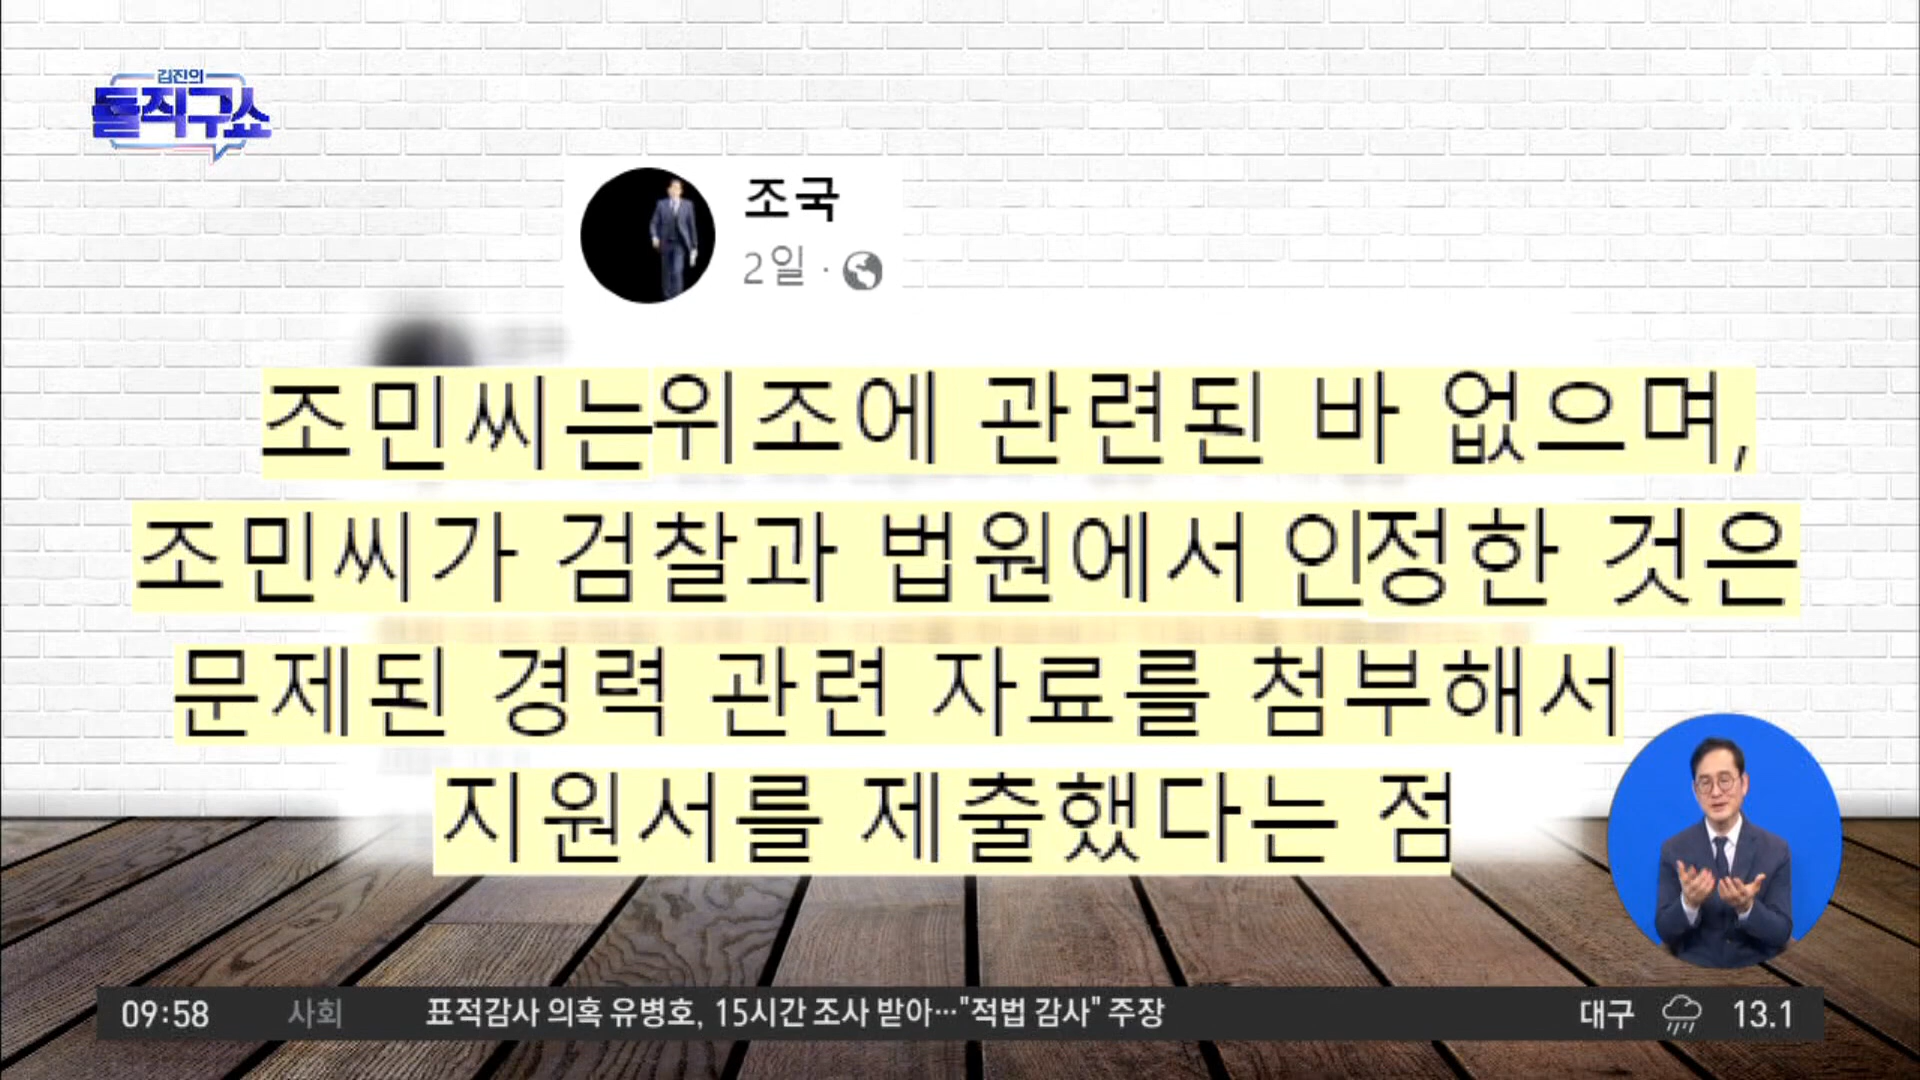 김진의
돌직구쇼
조국
2일 ·
조민씨는위조에 관련된 바 없으며,
조민씨가 검찰과 법원에서 인정한 것은
문제된 경력 관련 자료를 첨부해서
지원서를 제출했다는 점
09:58 사회 표적감사 의혹 유병호, 15시간 조사 받아…"적법 감사" 주장 대구 13.1